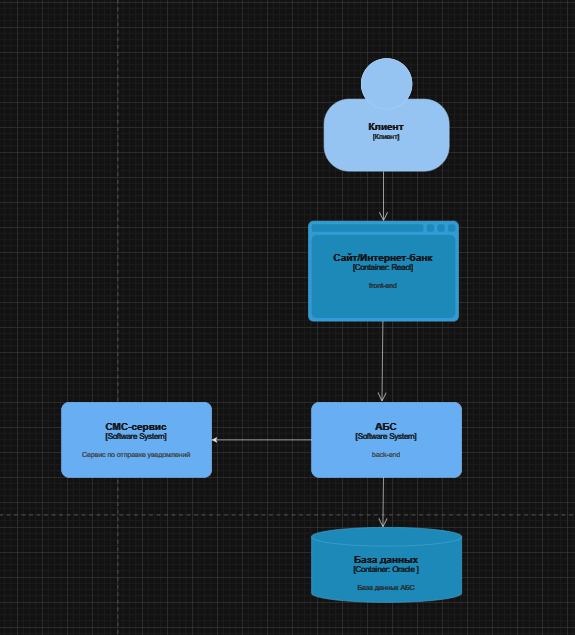 Клиент
[Клиент]
Сайт/Интернет-банк
[Container: React]
front-end
СМС-сервис
[Software System]
Сервис по отправке уведомлений
АБС
[Software System]
back-end
База данных
[Container: Oracle ]
База данных АБС